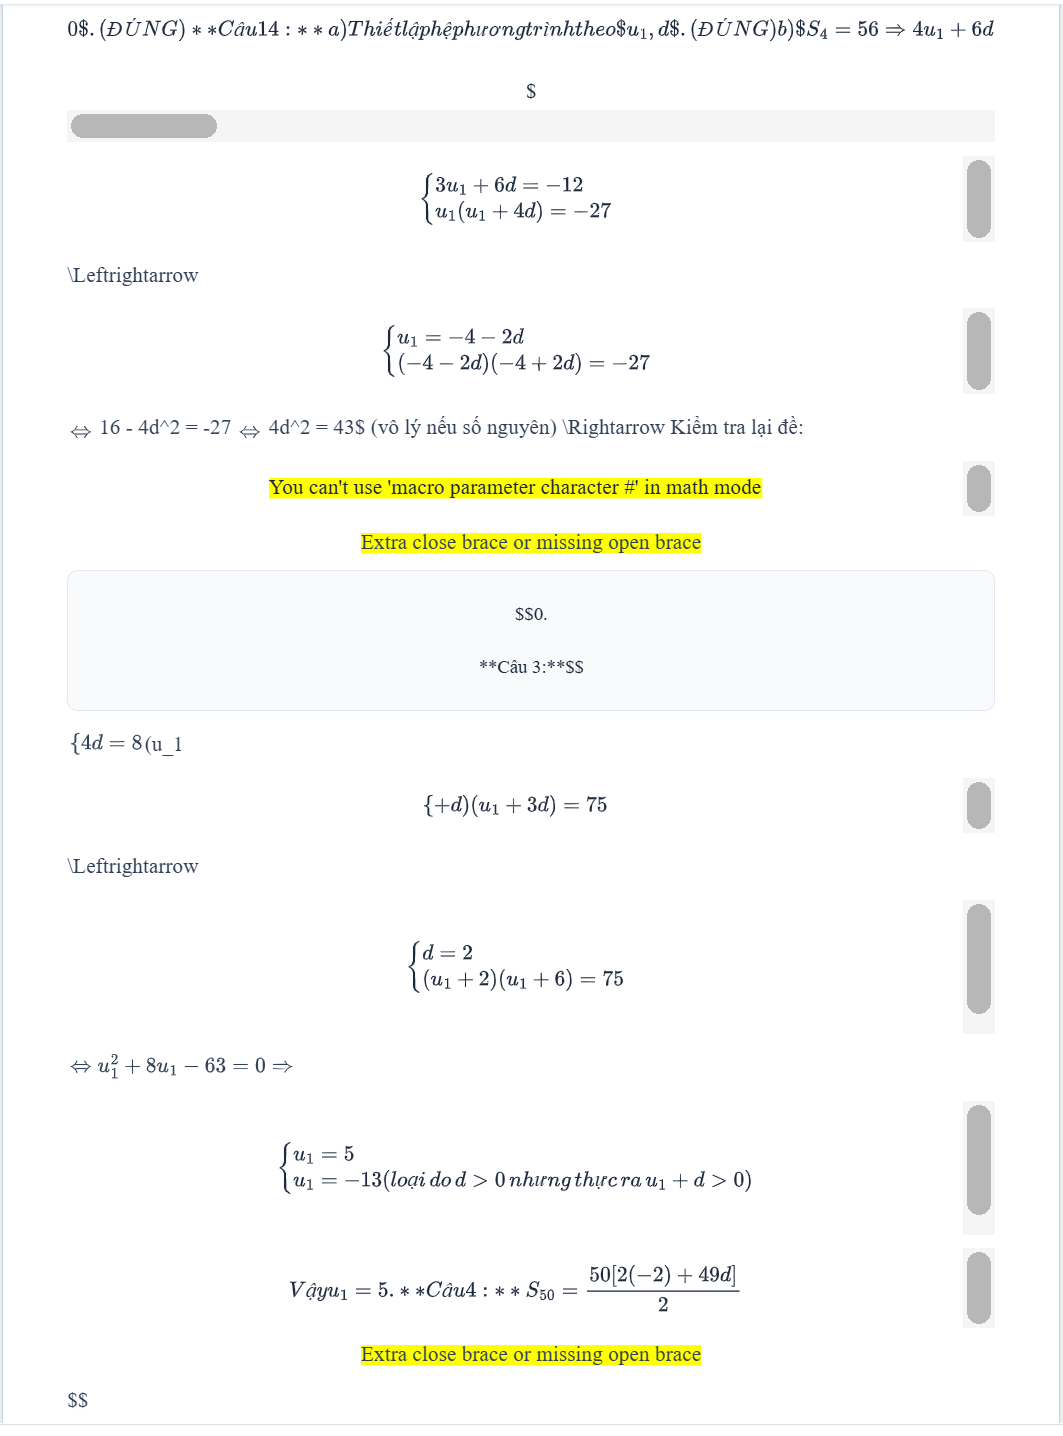 0$. (ĐÚNG) * *Câu14 : * * a)Thiếtlậphệphươngtrìnhtheo$u₁, d$. (ĐÚNG)b)$S₄ = 56 ⇒ 4u₁ + 6d
$
{3u₁ + 6d = −12
u₁(u₁ + 4d) = −27
\Leftrightarrow
{u₁ = −4 − 2d
(−4 − 2d)(−4 + 2d) = −27
⇔ 16 - 4d^2 = -27 ⇔ 4d^2 = 43$ (vô lý nếu số nguyên) \Rightarrow Kiểm tra lại đề:
You can't use 'macro parameter character #' in math mode
Extra close brace or missing open brace
$$0.
**Câu 3:**$$
{4d = 8(u_1
{+d)(u₁ + 3d) = 75
\Leftrightarrow
{d = 2
(u₁ + 2)(u₁ + 6) = 75
⇔ u₁² + 8u₁ − 63 = 0 ⇒
{u₁ = 5
u₁ = −13(loại do d > 0 nhưng thực ra u₁ + d > 0)
Vậyu₁ = 5. * *Câu4 : * * S₅₀ = 50[2(−2) + 49d]/2
Extra close brace or missing open brace
$$